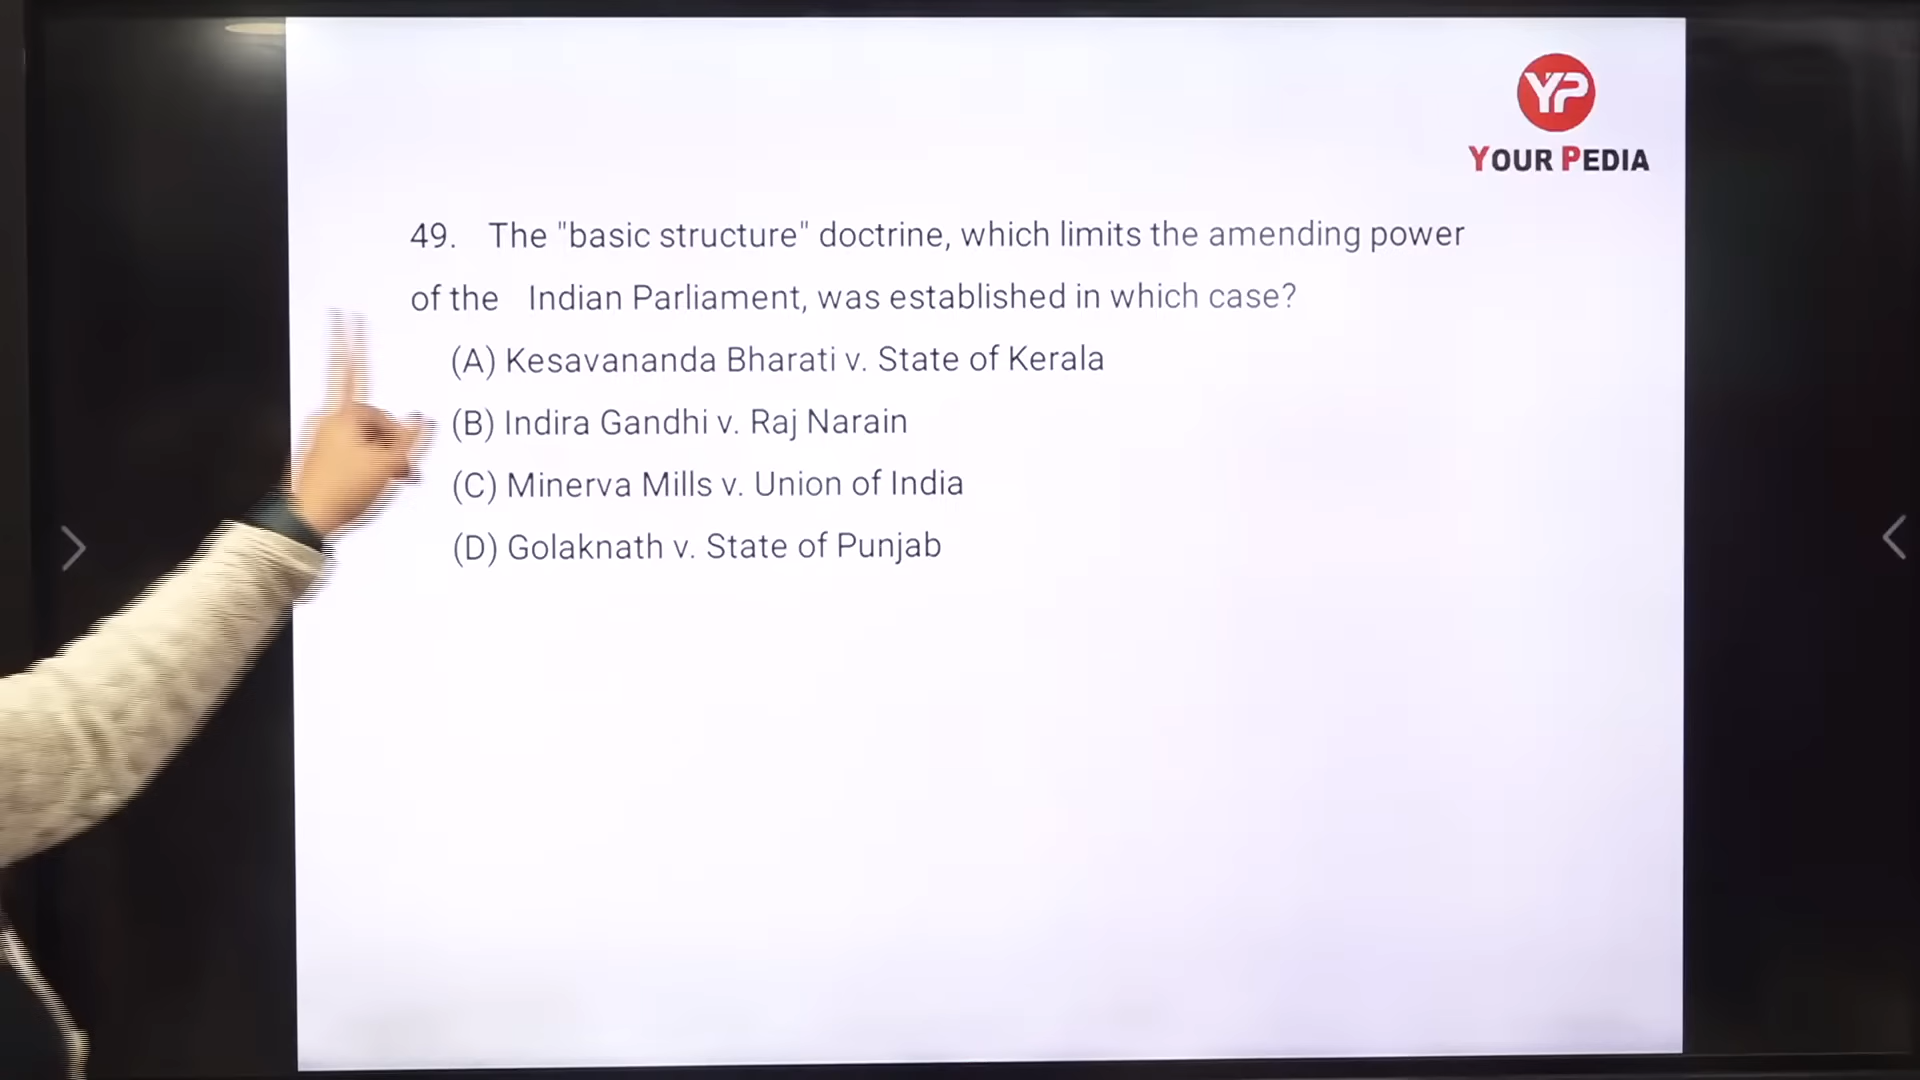 YP
YOUR PEDIA
49. The "basic structure" doctrine, which limits the amending power
of the Indian Parliament, was established in which case?
(A) Kesavananda Bharati v. State of Kerala
(B) Indira Gandhi v. Raj Narain
(C) Minerva Mills v. Union of India
(D) Golaknath v. State of Punjab